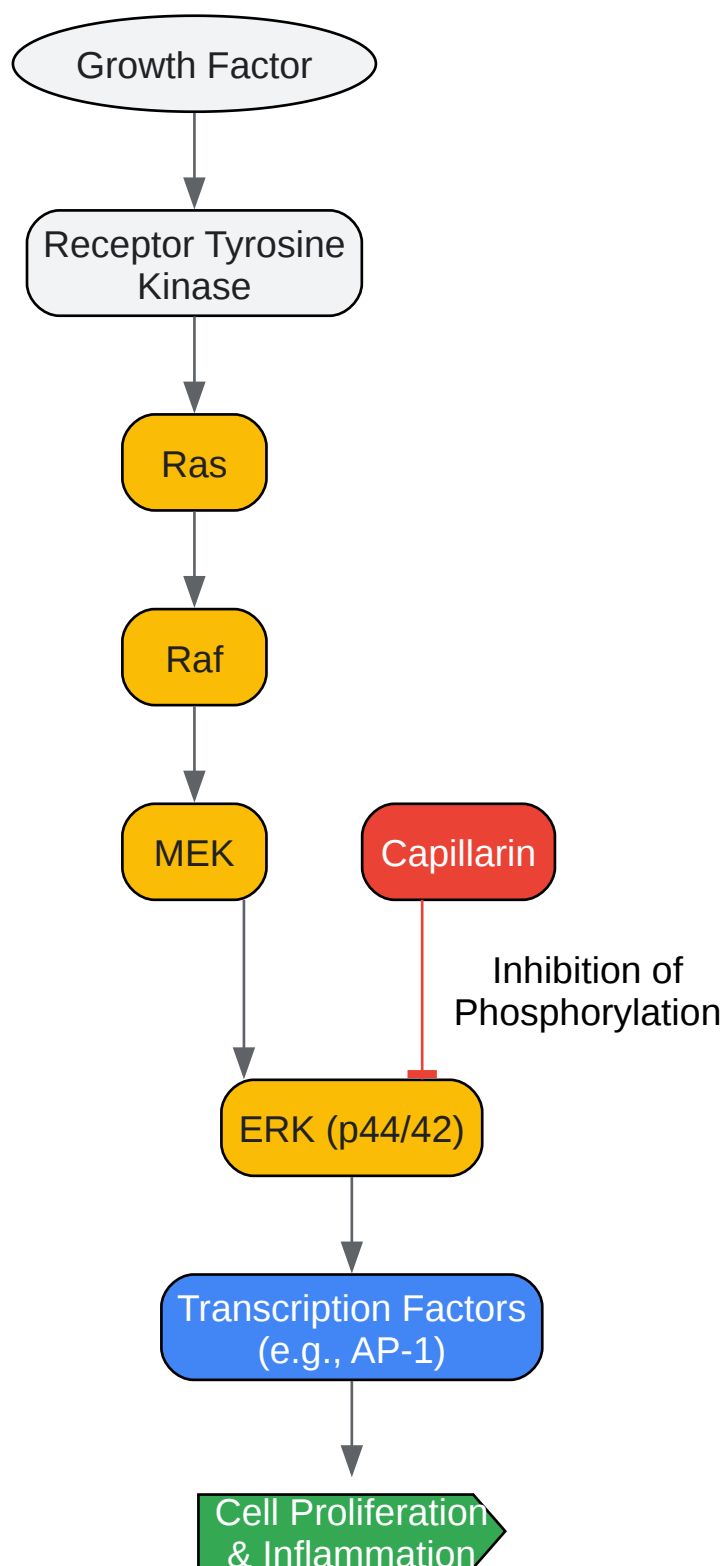 Growth Factor
Receptor Tyrosine
Kinase
Ras
Raf
MEK
Capillarin
Inhibition of
Phosphorylation
ERK (p44/42)
Transcription Factors
(e.g., AP-1)
Cell Proliferation
& Inflammation